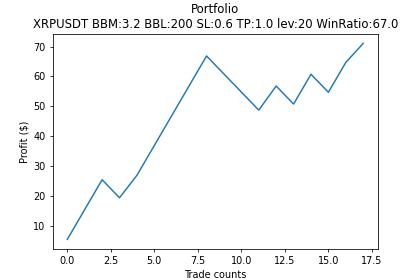 Portfolio
XRPUSDT BBM:3.2 BBL:200 SL:0.6 TP:1.0 lev:20 WinRatio:67.0
70
60
50
40
30
20
10
Profit ($)
0.0 2.5 5.0 7.5 10.0 12.5 15.0 17.5
Trade counts